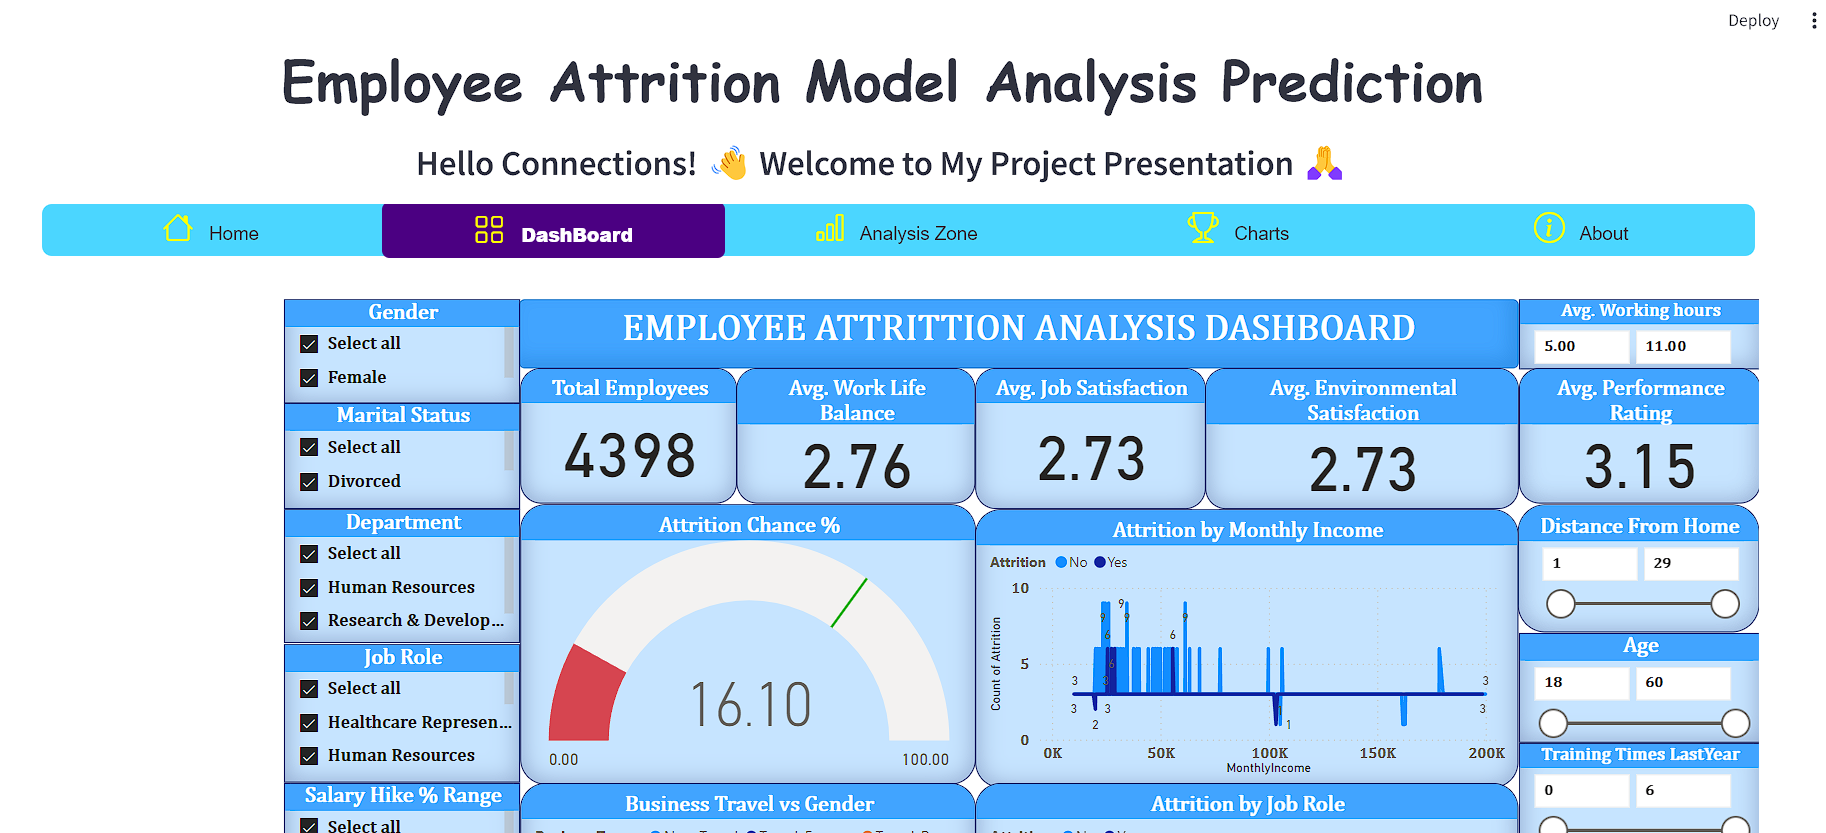 Deploy
Employee Attrition Model Analysis Prediction
Hello Connections! 👋 Welcome to My Project Presentation 🙏
Home
DashBoard
Analysis Zone
Charts
About
Gender
Select all
Female
Marital Status
Select all
Divorced
Department
Select all
Human Resources
Research & Develop...
Job Role
Select all
Healthcare Represen...
Human Resources
Salary Hike % Range
Select all
EMPLOYEE ATTRITTION ANALYSIS DASHBOARD
Total Employees
4398
Avg. Work Life
Balance
2.76
Avg. Job Satisfaction
2.73
Avg. Environmental
Satisfaction
2.73
Avg. Working hours
5.00 11.00
Avg. Performance
Rating
3.15
Attrition Chance %
16.10
0.00 100.00
Attrition by Monthly Income
Attrition No Yes
Count of Attrition
10
5
0
9
9
9
9
6
6
6
3
3
3
3
3
3
2
1
0K 50K 100K 150K 200K
MonthlyIncome
Distance From Home
1 29
Age
18 60
Training Times LastYear
0 6
Business Travel vs Gender
Attrition by Job Role